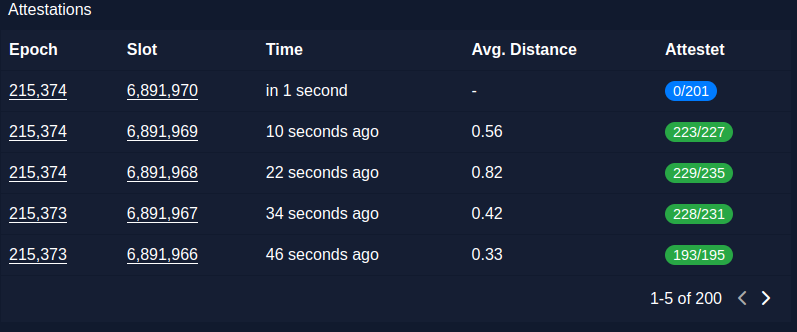 Attestations
Epoch Slot Time Avg. Distance Attestet
215,374 6,891,970 in 1 second - 0/201
215,374 6,891,969 10 seconds ago 0.56 223/227
215,374 6,891,968 22 seconds ago 0.82 229/235
215,373 6,891,967 34 seconds ago 0.42 228/231
215,373 6,891,966 46 seconds ago 0.33 193/195
1-5 of 200